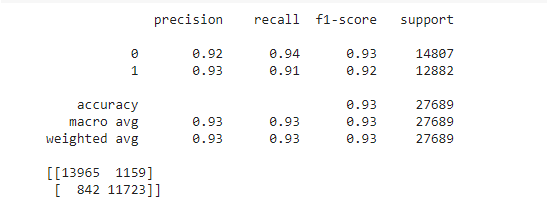 precision recall f1-score support
0 0.92 0.94 0.93 14807
1 0.93 0.91 0.92 12882
accuracy 0.93 27689
macro avg 0.93 0.93 0.93 27689
weighted avg 0.93 0.93 0.93 27689
[[13965 1159]
[ 842 11723]]